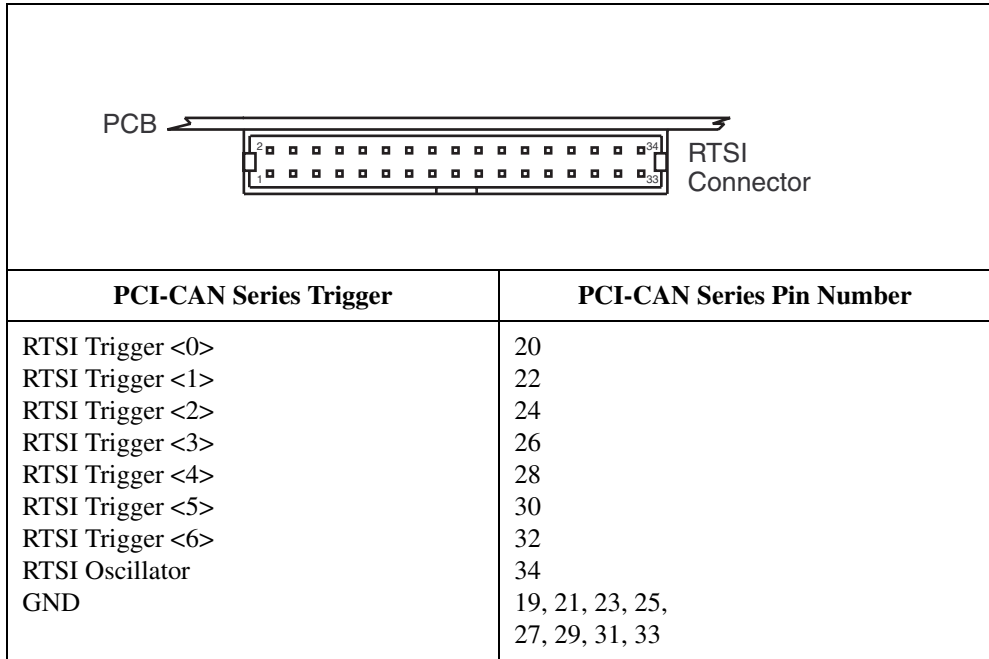 PCB
2 34
1 33
RTSI
Connector
PCI-CAN Series Trigger PCI-CAN Series Pin Number
RTSI Trigger <0> 20
RTSI Trigger <1> 22
RTSI Trigger <2> 24
RTSI Trigger <3> 26
RTSI Trigger <4> 28
RTSI Trigger <5> 30
RTSI Trigger <6> 32
RTSI Oscillator 34
GND 19, 21, 23, 25,
27, 29, 31, 33